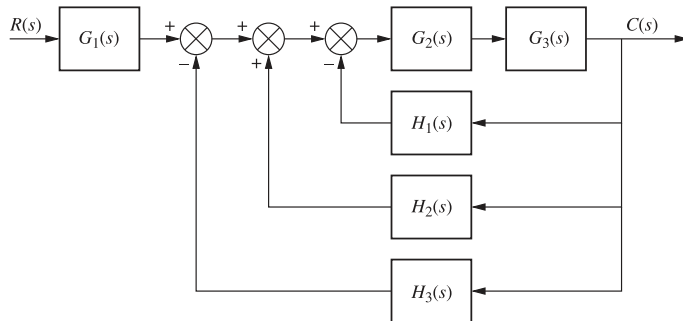 R(s)
G₁(s)
+
−
+
+
+
−
G₂(s)
G₃(s)
C(s)
H₁(s)
H₂(s)
H₃(s)